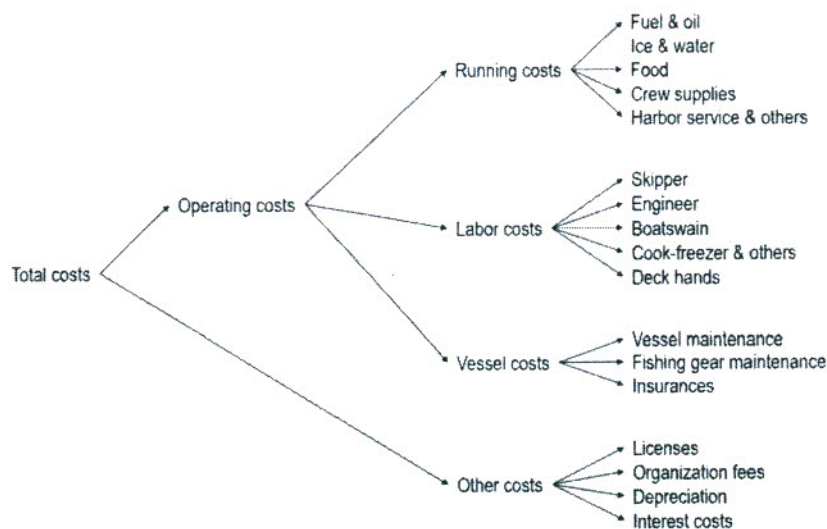 Total costs
Operating costs
Running costs
Fuel & oil
Ice & water
Food
Crew supplies
Harbor service & others
Labor costs
Skipper
Engineer
Boatswain
Cook-freezer & others
Deck hands
Vessel costs
Vessel maintenance
Fishing gear maintenance
Insurances
Other costs
Licenses
Organization fees
Depreciation
Interest costs